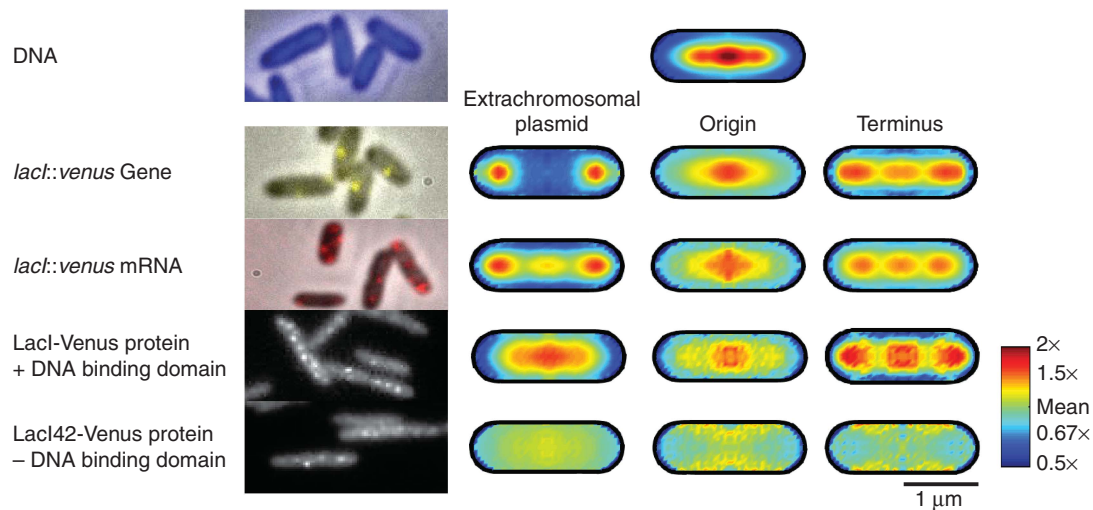 DNA
Extrachromosomal
plasmid
Origin
Terminus
lacI::venus Gene
lacI::venus mRNA
LacI-Venus protein
+ DNA binding domain
LacI42-Venus protein
– DNA binding domain
2×
1.5×
Mean
0.67×
0.5×
1 μm